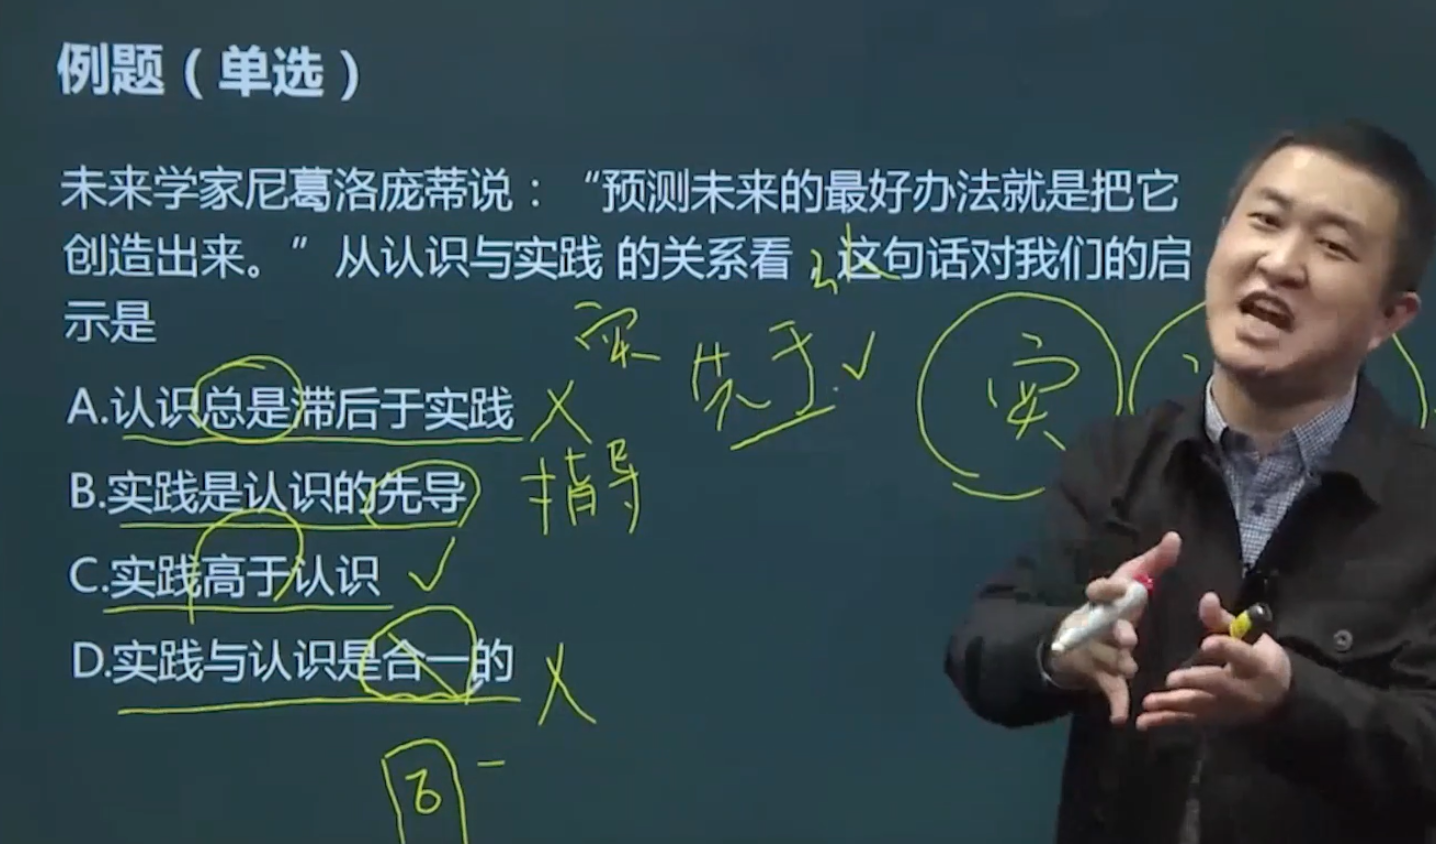 例题（单选）
未来学家尼葛洛庞蒂说：“预测未来的最好办法就是把它
创造出来。”从认识与实践 的关系看，这句话对我们的启
示是
A.认识总是滞后于实践
实
先于
实
B.实践是认识的先导
指导
C.实践高于认识
D.实践与认识是合一的